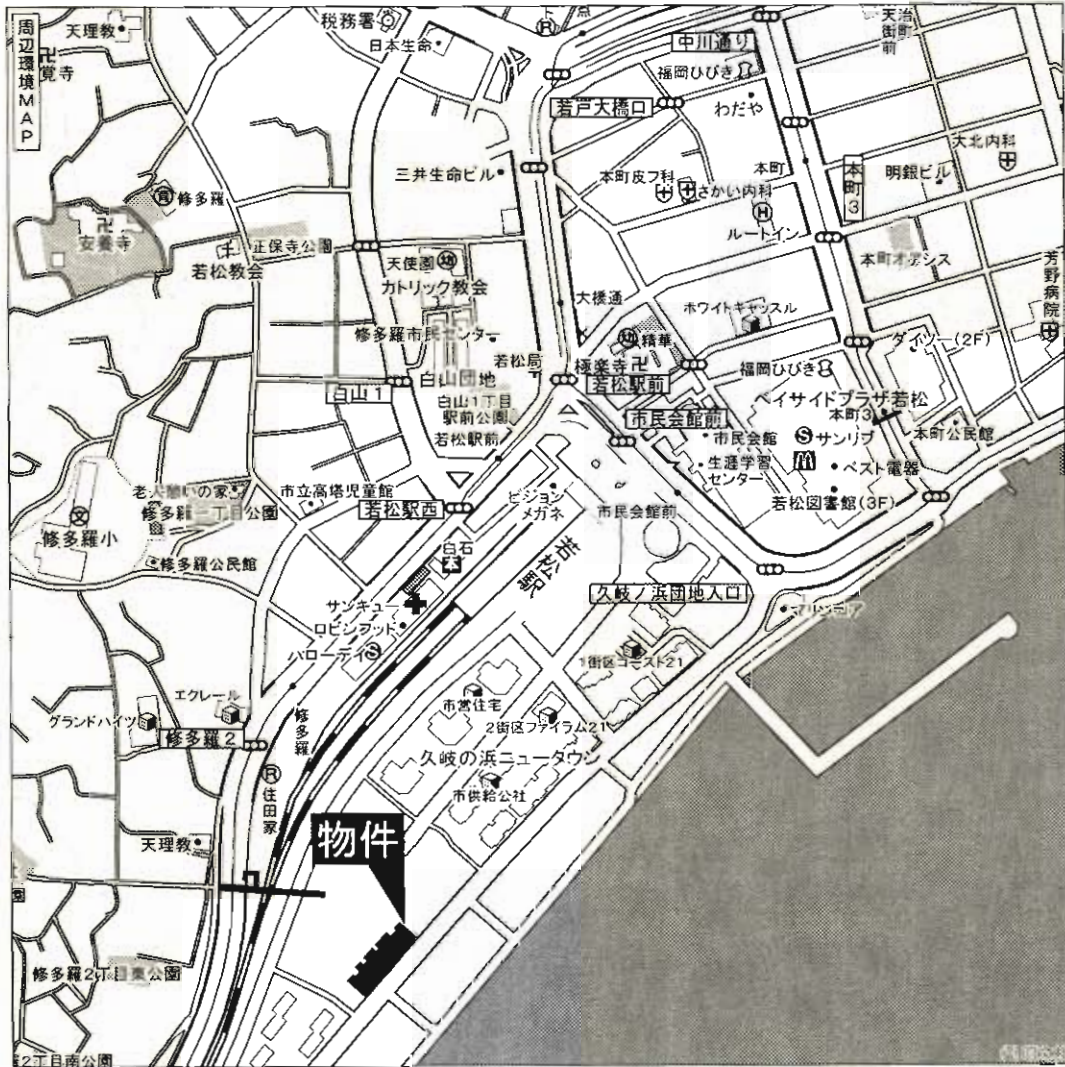 周辺環境MAP
天理教
税務署
日本生命
R
点
中川通り
天治
街町
前
卍
覚寺
福岡ひびき
わだや
若戸大橋口
大北内科
三井生命ビル
本町皮フ科
さかい内科
本町
明銀ビル
本町3
修多羅
卍
安養寺
H
ルートイン
正保寺公園
若松教会
天使園
幼
カトリック教会
本町オアシス
芳野病院
大橋通
ホワイトキャッスル
修多羅市民センター
幼
精華
ダイソー(2F)
若松局
極楽寺
卍
福岡ひびき
白山1
白山団地
若松駅前
ベイサイドプラザ若松
白山1丁目
駅前公園
市民会館前
本町3
若松駅前
市民会館
S
サンリブ
本町公民館
生涯学習
センター
M
ベスト電器
老人憩いの家
市立高塔児童館
ビジョン
メガネ
若松図書館(3F)
若松駅西
市民会館前
修多羅小
修多羅公民館
白石
本
若松駅
サンキュー
久岐ノ浜団地入口
ロビンフッド
マリンテリア
ハローデイ
S
1街区コースト21
エクレール
市営住宅
グランドハイツ
2街区ファイラム21
修多羅2
修多羅
久岐の浜ニュータウン
R
住田家
市供給公社
物件
天理教
園
修多羅2丁目東公園
2丁目南公園